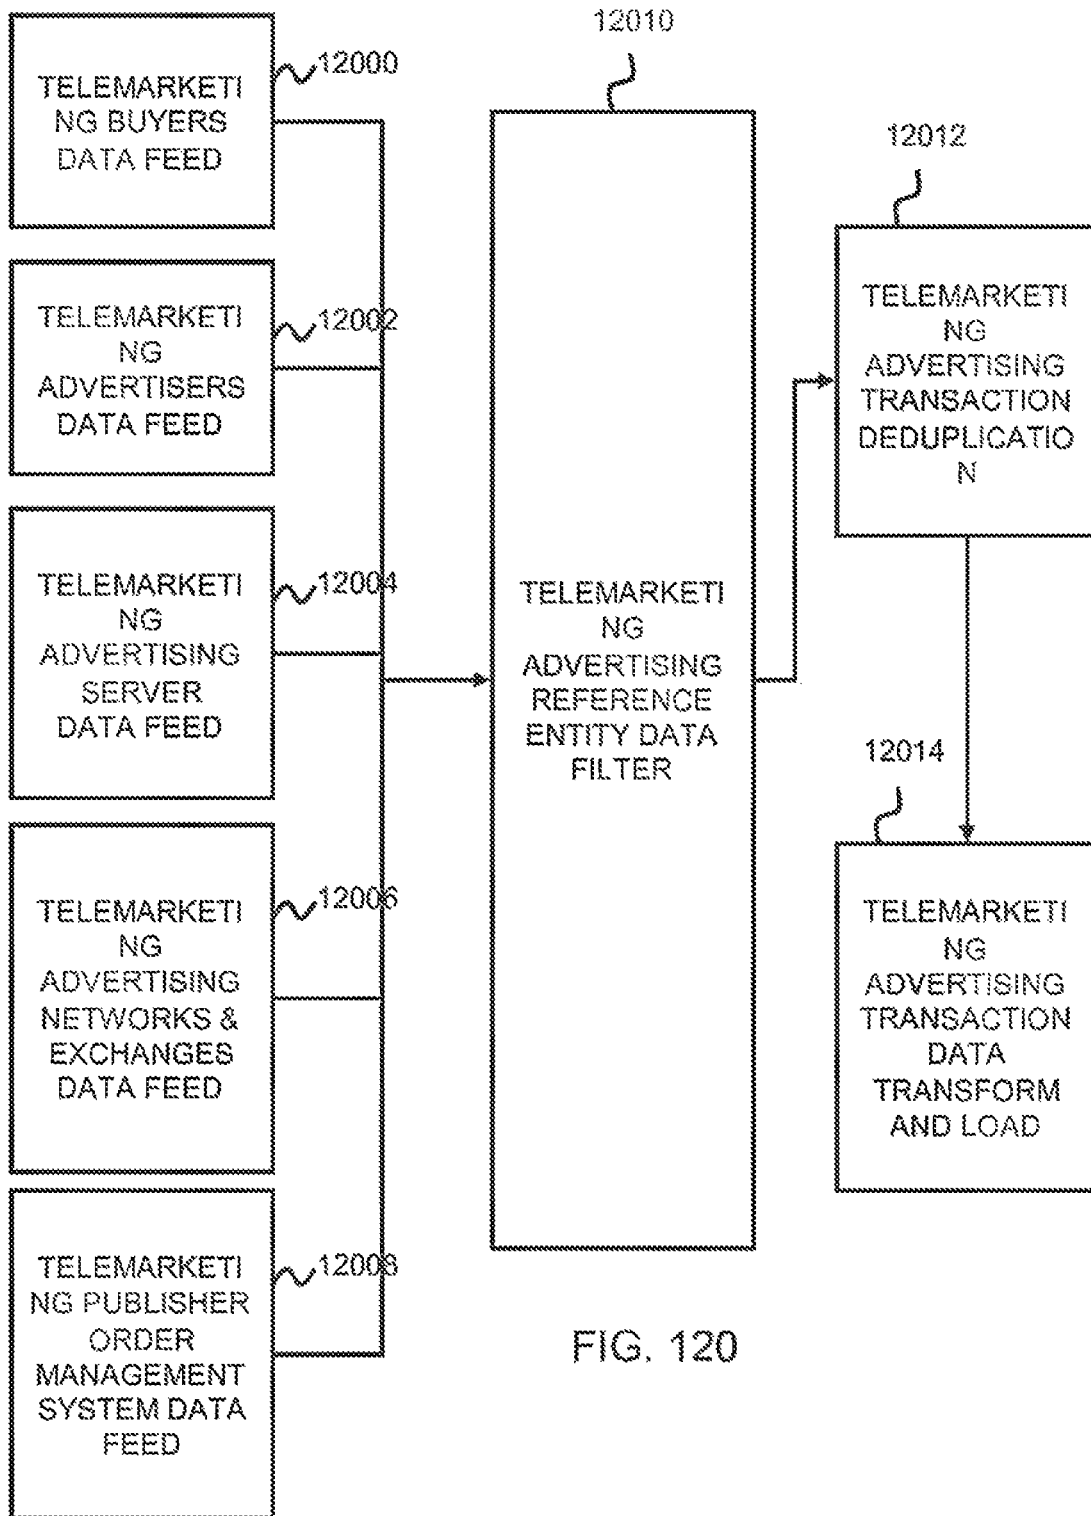 12000
TELEMARKETI
NG BUYERS
DATA FEED
12002
TELEMARKETI
NG
ADVERTISERS
DATA FEED
12004
TELEMARKETI
NG
ADVERTISING
SERVER
DATA FEED
12006
TELEMARKETI
NG
ADVERTISING
NETWORKS &
EXCHANGES
DATA FEED
12008
TELEMARKETI
NG PUBLISHER
ORDER
MANAGEMENT
SYSTEM DATA
FEED
12010
TELEMARKETI
NG
ADVERTISING
REFERENCE
ENTITY DATA
FILTER
12012
TELEMARKETI
NG
ADVERTISING
TRANSACTION
DEDUPLICATIO
N
12014
TELEMARKETI
NG
ADVERTISING
TRANSACTION
DATA
TRANSFORM
AND LOAD
FIG. 120